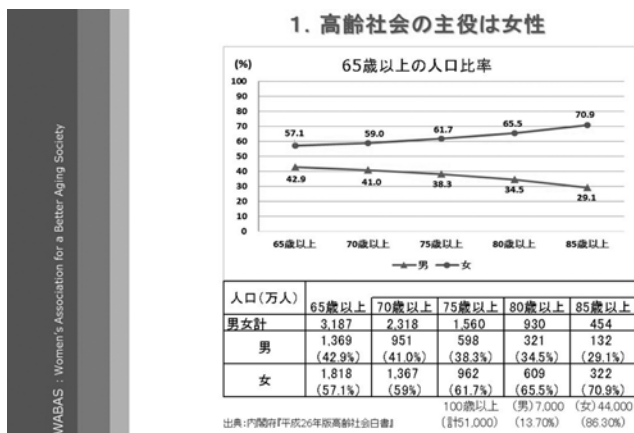 WABAS : Women's Association for a Better Aging Society
1. 高齢社会の主役は女性
(%)
65歳以上の人口比率
100
90
80
70
60
50
40
30
20
10
0
57.1 59.0 61.7 65.5 70.9
42.9 41.0 38.3 34.5 29.1
65歳以上 70歳以上 75歳以上 80歳以上 85歳以上
男 女
人口(万人) 65歳以上 70歳以上 75歳以上 80歳以上 85歳以上
男女計 3,187 2,318 1,560 930 454
男 1,369 951 598 321 132
(42.9%) (41.0%) (38.3%) (34.5%) (29.1%)
女 1,818 1,367 962 609 322
(57.1%) (59%) (61.7%) (65.5%) (70.9%)
100歳以上 (男)7,000 (女)44,000
出典:内閣府『平成26年版高齢社会白書』 (計51,000) (13.70%) (86.30%)